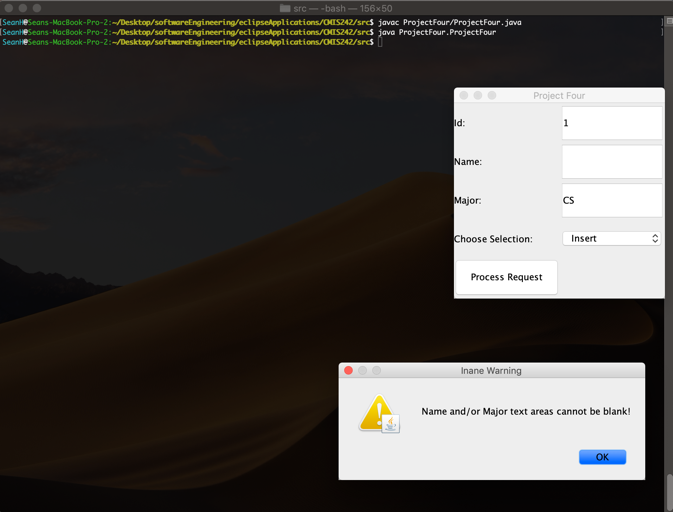 src — -bash — 156×50
[SeanH@Seans-MacBook-Pro-2:~/Desktop/softwareEngineering/eclipseApplications/CMIS242/src$ javac ProjectFour/ProjectFour.java ]
[SeanH@Seans-MacBook-Pro-2:~/Desktop/softwareEngineering/eclipseApplications/CMIS242/src$ java ProjectFour.ProjectFour ]
SeanH@Seans-MacBook-Pro-2:~/Desktop/softwareEngineering/eclipseApplications/CMIS242/src$
Project Four
Id: 1
Name:
Major: CS
Choose Selection: Insert
Process Request
Inane Warning
Name and/or Major text areas cannot be blank!
OK